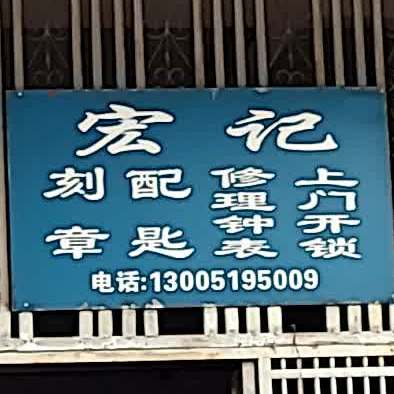 宏记
刻章
配匙
修理钟表
上门开锁
电话:13005195009